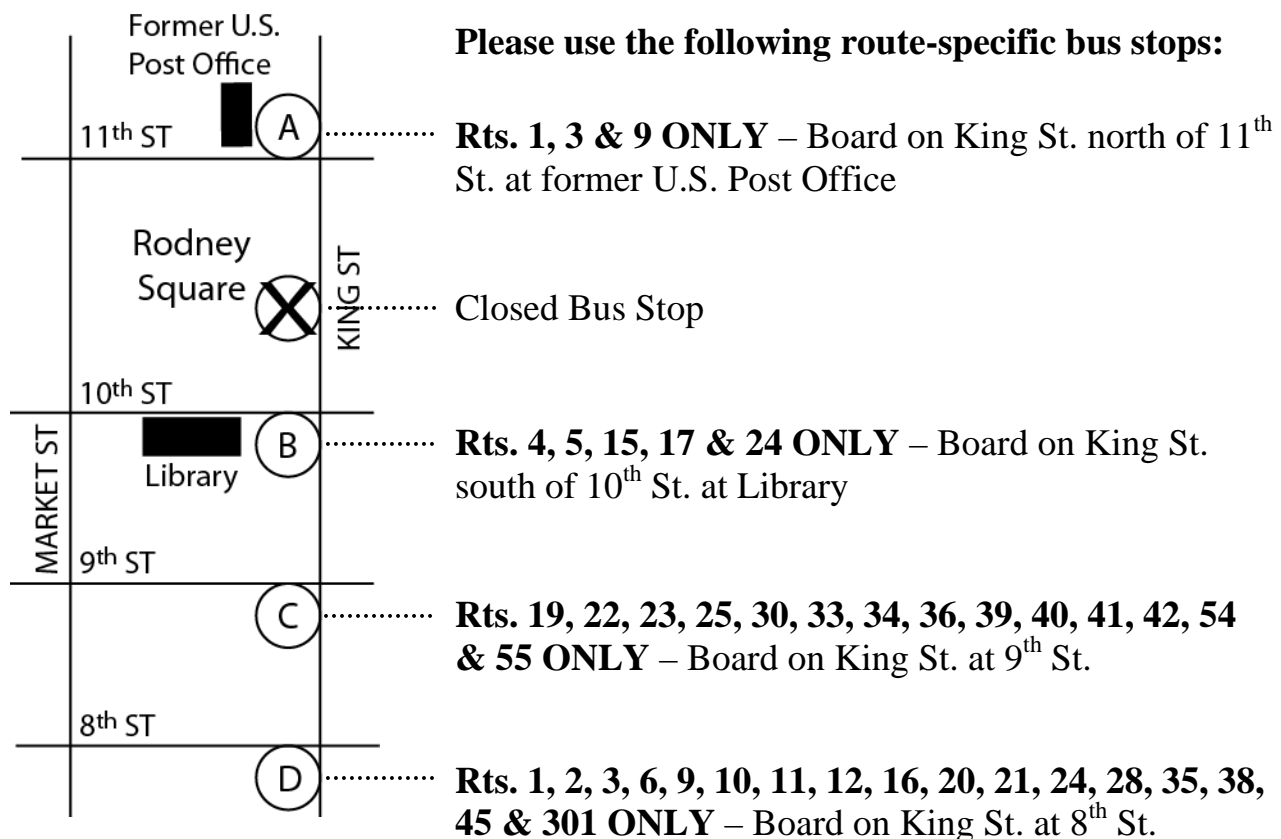 Former U.S.
Post Office
11th ST
A
Rodney
Square
KING ST
10th ST
B
Library
MARKET ST
9th ST
C
8th ST
D
Please use the following route-specific bus stops:
Rts. 1, 3 & 9 ONLY – Board on King St. north of 11th
St. at former U.S. Post Office
Closed Bus Stop
Rts. 4, 5, 15, 17 & 24 ONLY – Board on King St.
south of 10th St. at Library
Rts. 19, 22, 23, 25, 30, 33, 34, 36, 39, 40, 41, 42, 54
& 55 ONLY – Board on King St. at 9th St.
Rts. 1, 2, 3, 6, 9, 10, 11, 12, 16, 20, 21, 24, 28, 35, 38,
45 & 301 ONLY – Board on King St. at 8th St.